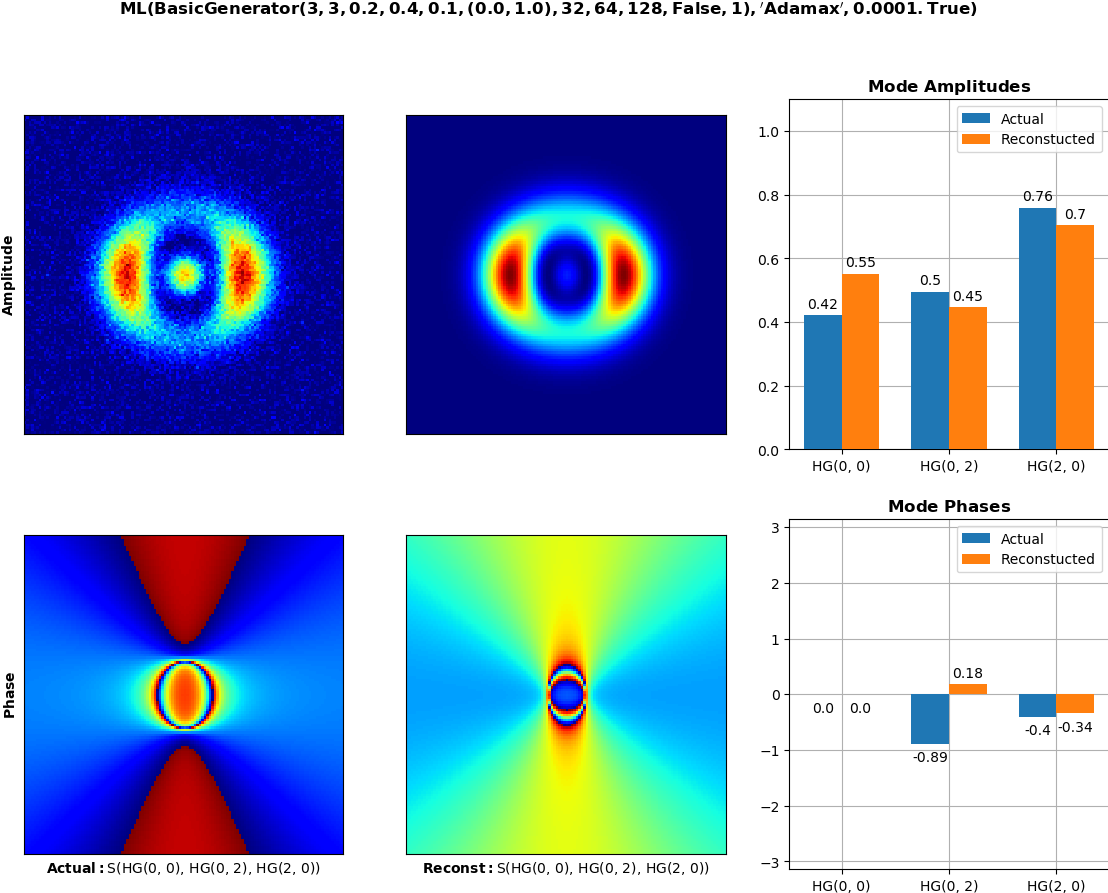 ML(BasicGenerator(3, 3, 0.2, 0.4, 0.1, (0.0, 1.0), 32, 64, 128, False, 1), 'Adamax', 0.0001. True)
Amplitude
Mode Amplitudes
Actual
Reconstucted
1.0
0.8
0.6
0.4
0.2
0.0
0.42
0.55
0.5
0.45
0.76
0.7
HG(0, 0)
HG(0, 2)
HG(2, 0)
Phase
Actual: S(HG(0, 0), HG(0, 2), HG(2, 0))
Reconst: S(HG(0, 0), HG(0, 2), HG(2, 0))
Mode Phases
Actual
Reconstucted
3
2
1
0
−1
−2
−3
0.0
0.0
-0.89
0.18
-0.4
-0.34
HG(0, 0)
HG(0, 2)
HG(2, 0)